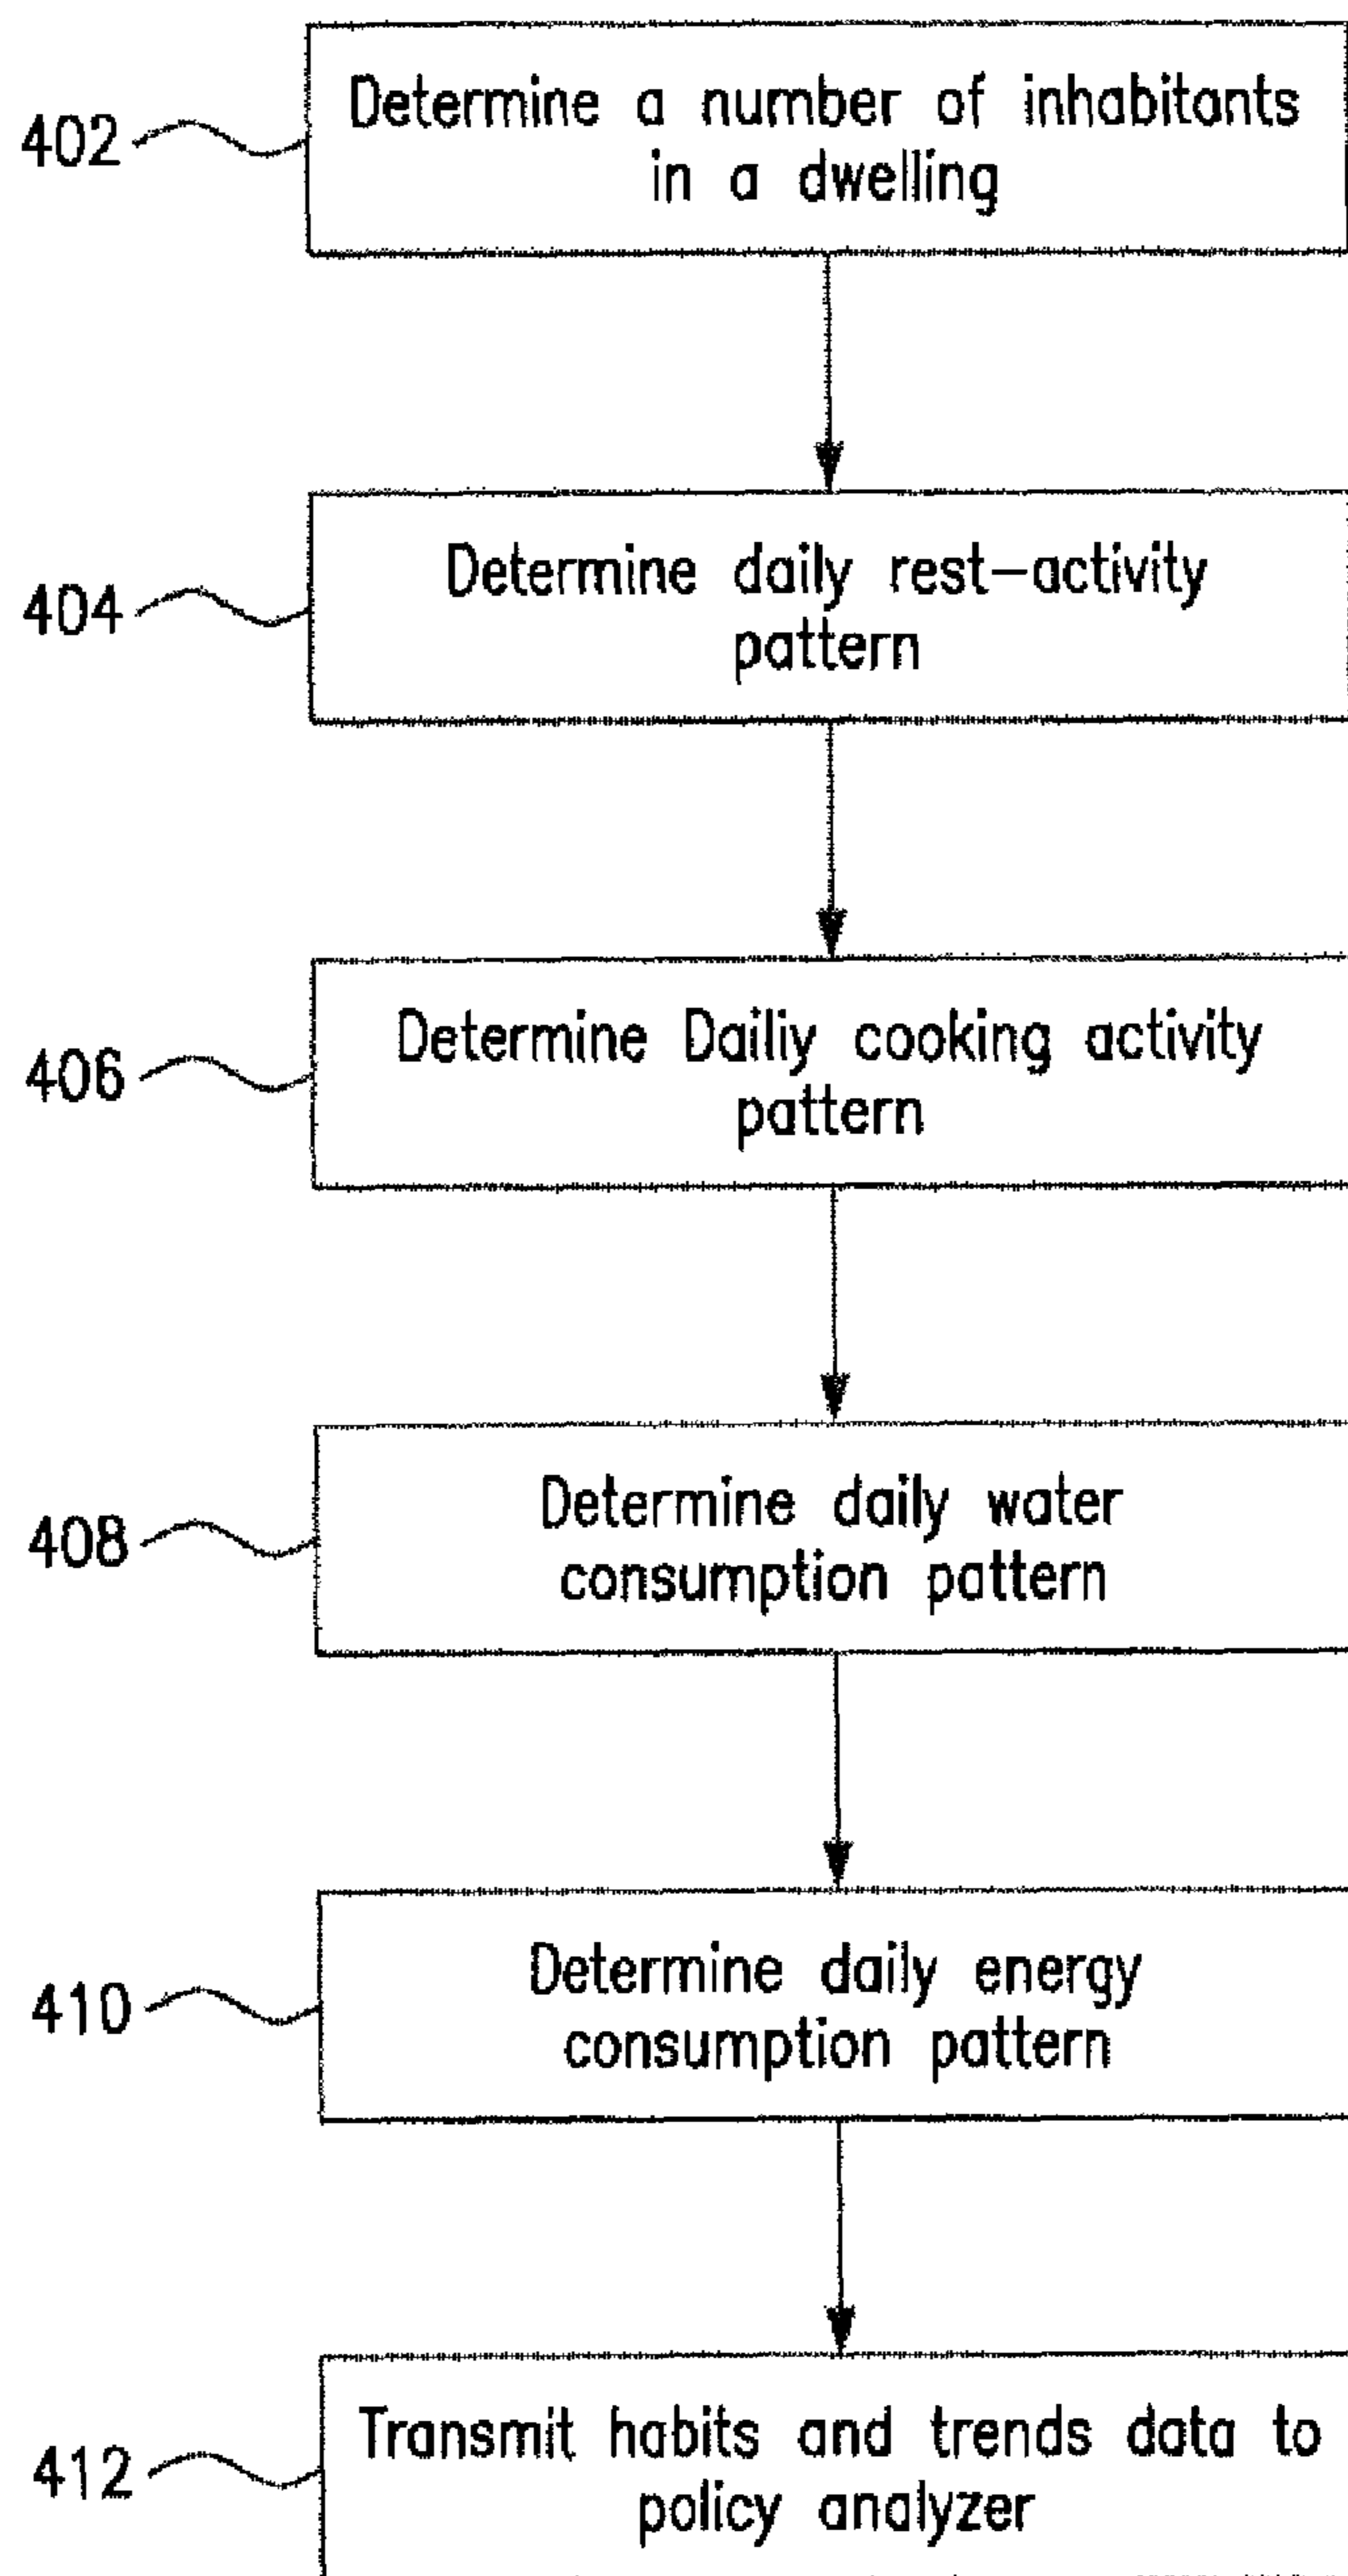 402
Determine a number of inhabitants
in a dwelling
404
Determine daily rest-activity
pattern
406
Determine Dailiy cooking activity
pattern
408
Determine daily water
consumption pattern
410
Determine daily energy
consumption pattern
412
Transmit habits and trends data to
policy analyzer